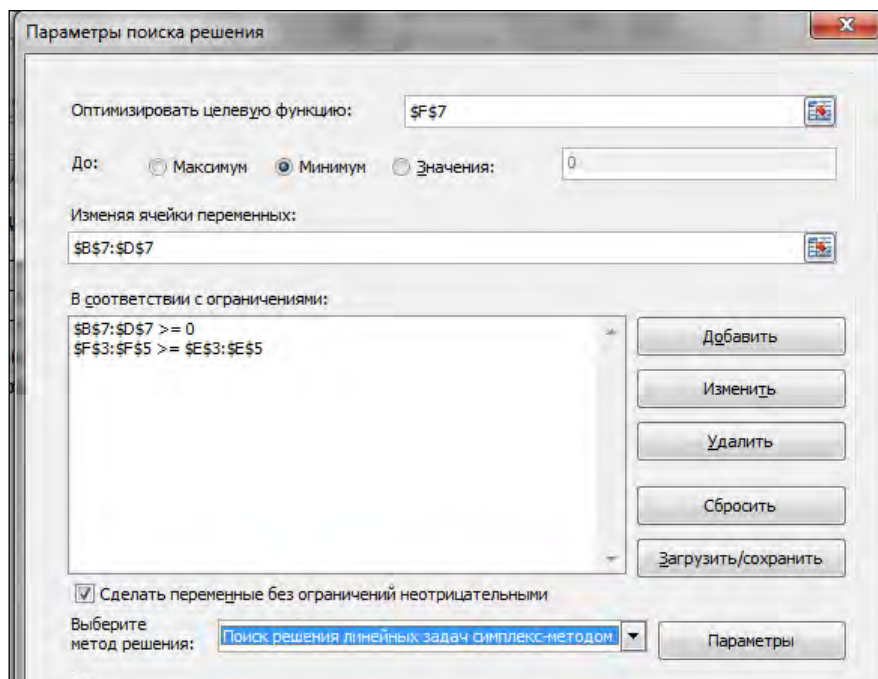 Параметры поиска решения
Оптимизировать целевую функцию: $F$7
До: Максимум Минимум Значения: 0
Изменяя ячейки переменных:
$B$7:$D$7
В соответствии с ограничениями:
$B$7:$D$7 >= 0
$F$3:$F$5 >= $E$3:$E$5
Добавить
Изменить
Удалить
Сбросить
Загрузить/сохранить
Сделать переменные без ограничений неотрицательными
Выберите
метод решения:
Поиск решения линейных задач симплекс-методом
Параметры